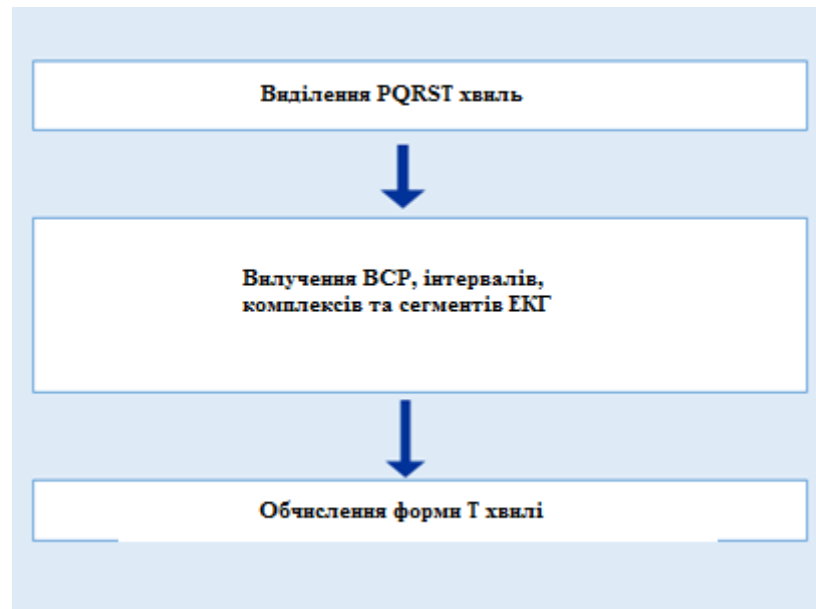 Виділення PQRST хвиль
Вилучення ВСР, інтервалів,
комплексів та сегментів ЕКГ
Обчислення форми Т хвилі